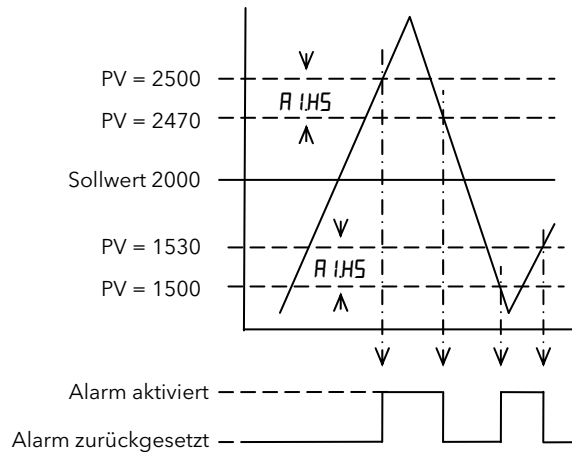 PV = 2500
A1.HS
PV = 2470
Sollwert 2000
PV = 1530
A1.HS
PV = 1500
Alarm aktiviert
Alarm zurückgesetzt